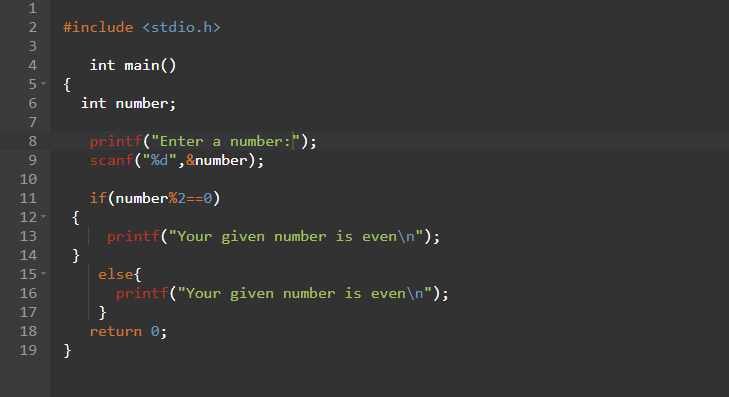 1
2 #include <stdio.h>
3
4 int main()
5 {
6 int number;
7
8 printf("Enter a number:");
9 scanf("%d",&number);
10
11 if(number%2==0)
12 {
13 printf("Your given number is even\n");
14 }
15 else{
16 printf("Your given number is even\n");
17 }
18 return 0;
19 }